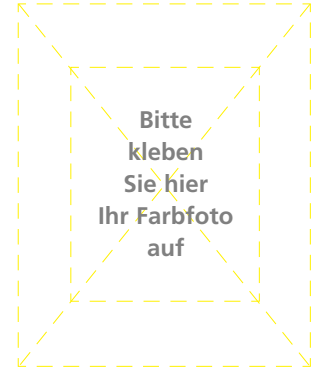 Bitte
kleben
Sie hier
Ihr Farbfoto
auf